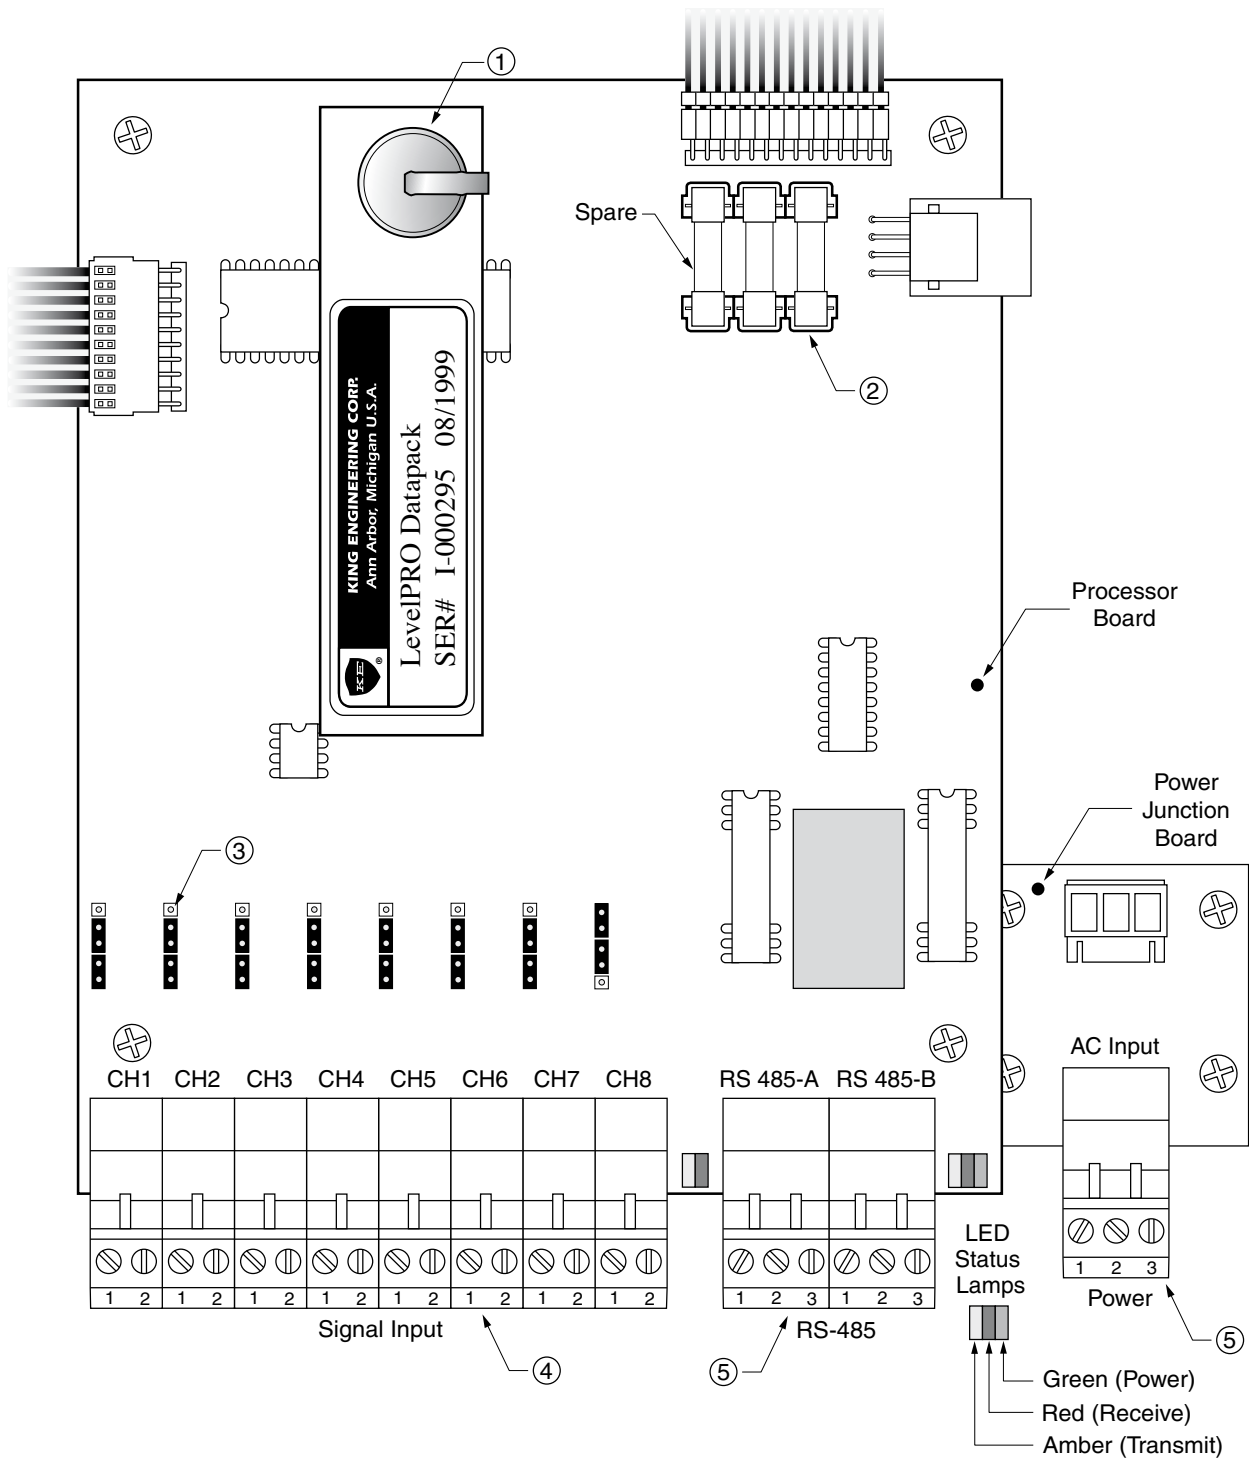 ①
Spare
②
KING ENGINEERING CORP.
Ann Arbor, Michigan U.S.A.
KE
®
LevelPRO Datapack
SER# I-000295 08/1999
Processor
Board
Power
Junction
Board
③
AC Input
CH1 CH2 CH3 CH4 CH5 CH6 CH7 CH8 RS 485-A RS 485-B
LED
Status
Lamps
1 2 1 2 1 2 1 2 1 2 1 2 1 2 1 2 1 2 3 1 2 3
1 2 3
Signal Input
RS-485
Power
④
⑤
⑤
Green (Power)
Red (Receive)
Amber (Transmit)